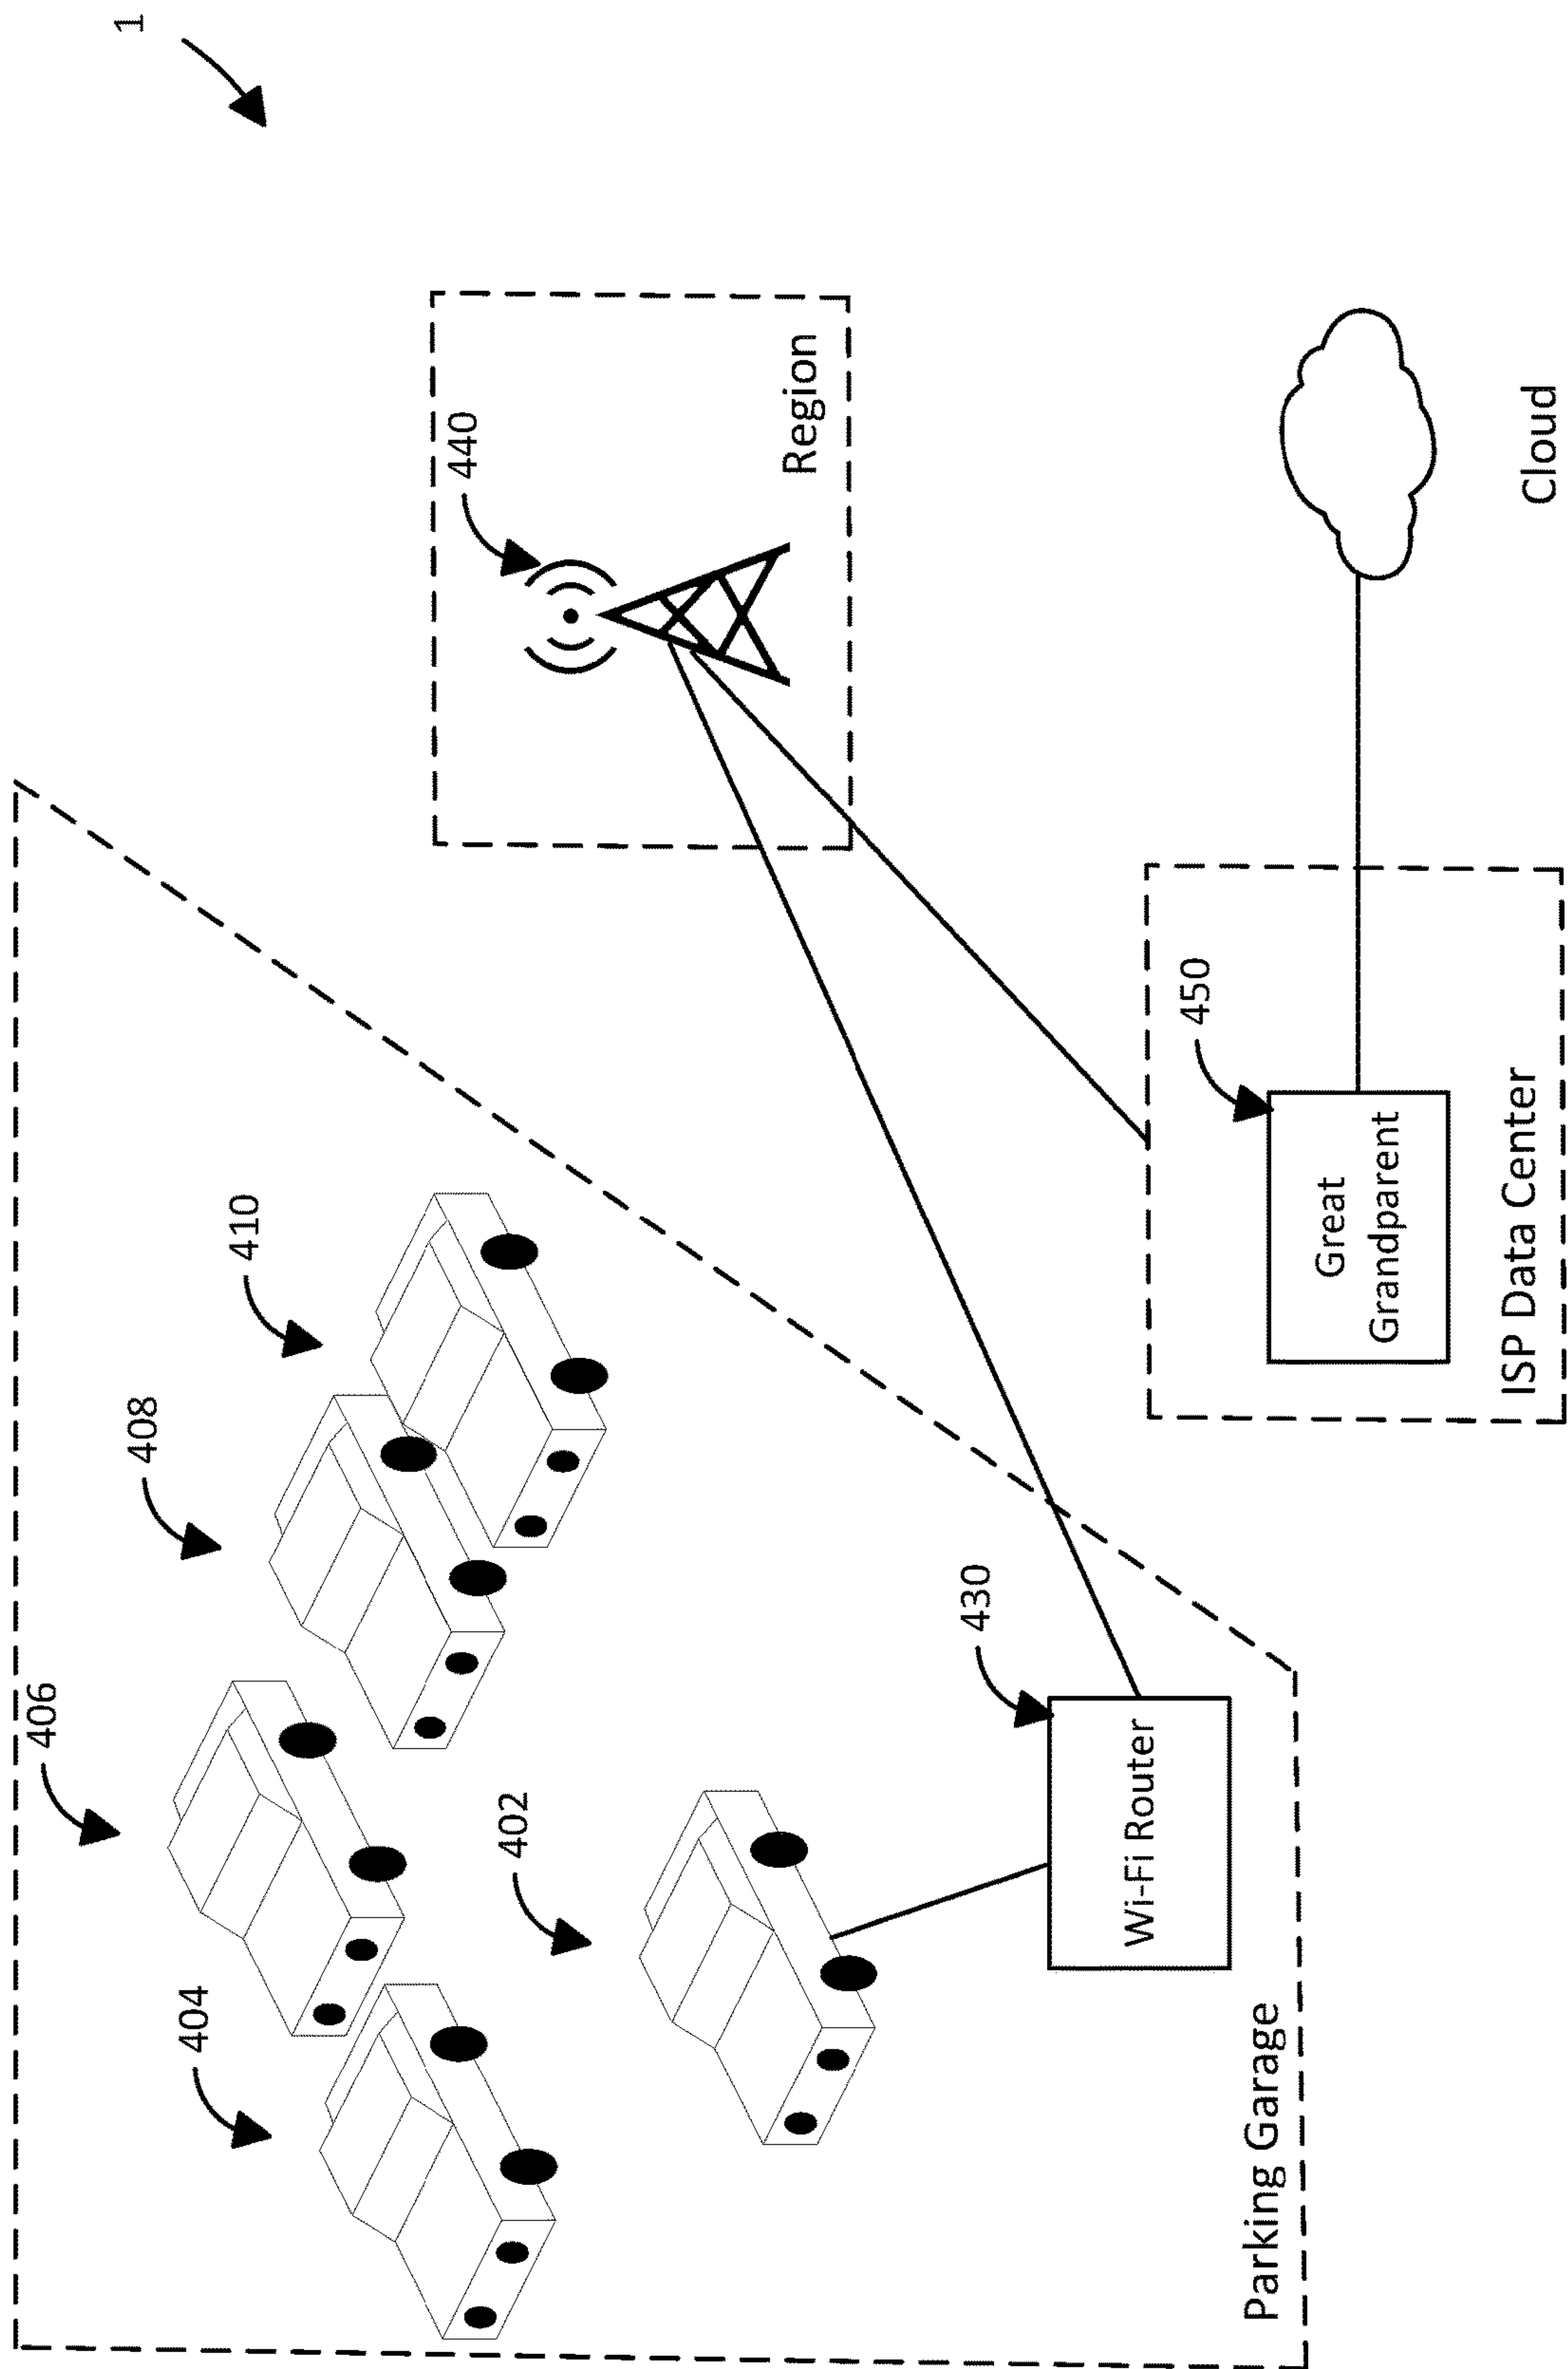 1
406
408
410
404
402
440
Region
430
Wi-Fi Router
Parking Garage
450
Great
Grandparent
ISP Data Center
Cloud